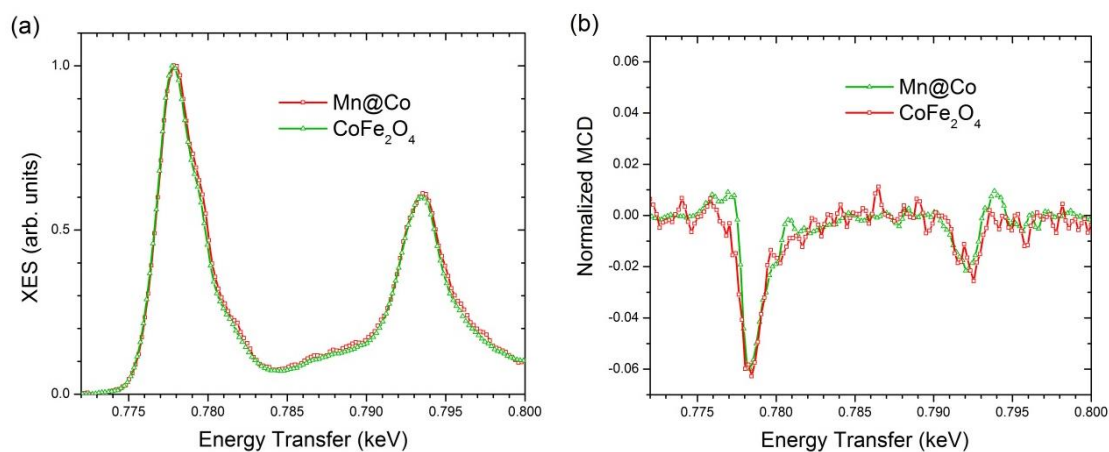 (a)
1.0
0.5
0.0
XES (arb. units)
Mn@Co
CoFe₂O₄
0.775 0.780 0.785 0.790 0.795 0.800
Energy Transfer (keV)
(b)
0.06
0.04
0.02
0.00
-0.02
-0.04
-0.06
Normalized MCD
Mn@Co
CoFe₂O₄
0.775 0.780 0.785 0.790 0.795 0.800
Energy Transfer (keV)